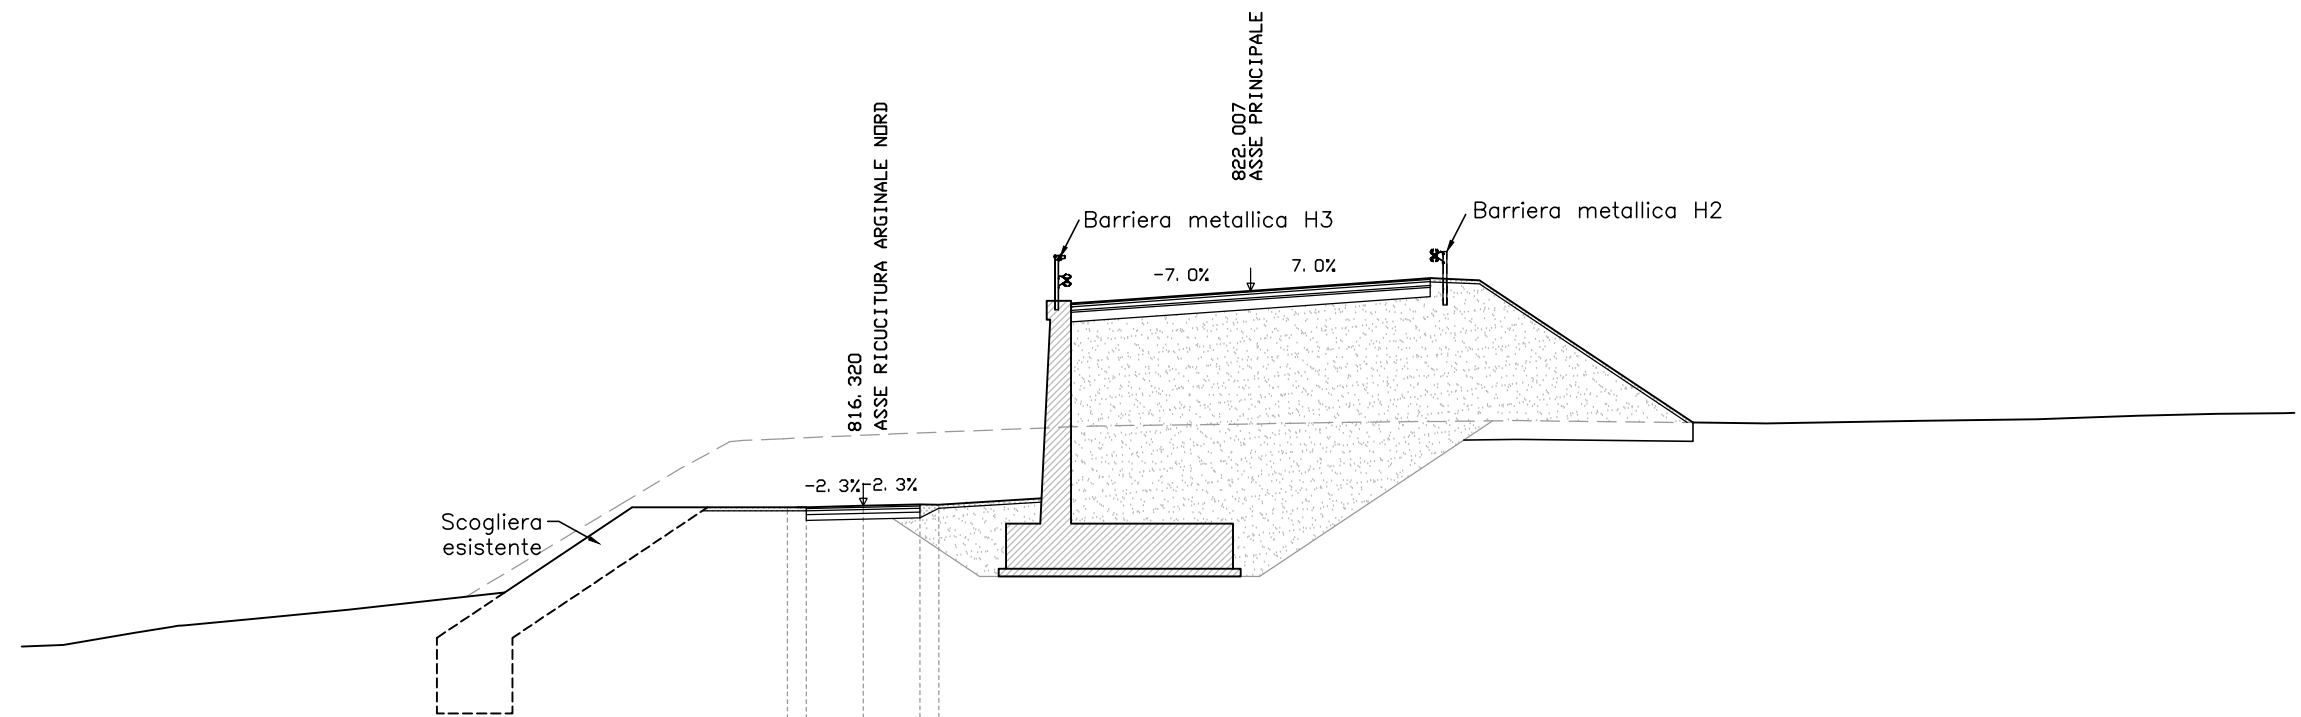 822. 007
ASSE PRINCIPALE
816. 320
ASSE RICUCITURA ARGINALE NORD
Barriera metallica H3
Barriera metallica H2
-7. 0%
7. 0%
-2. 3%
-2. 3%
Scogliera
esistente